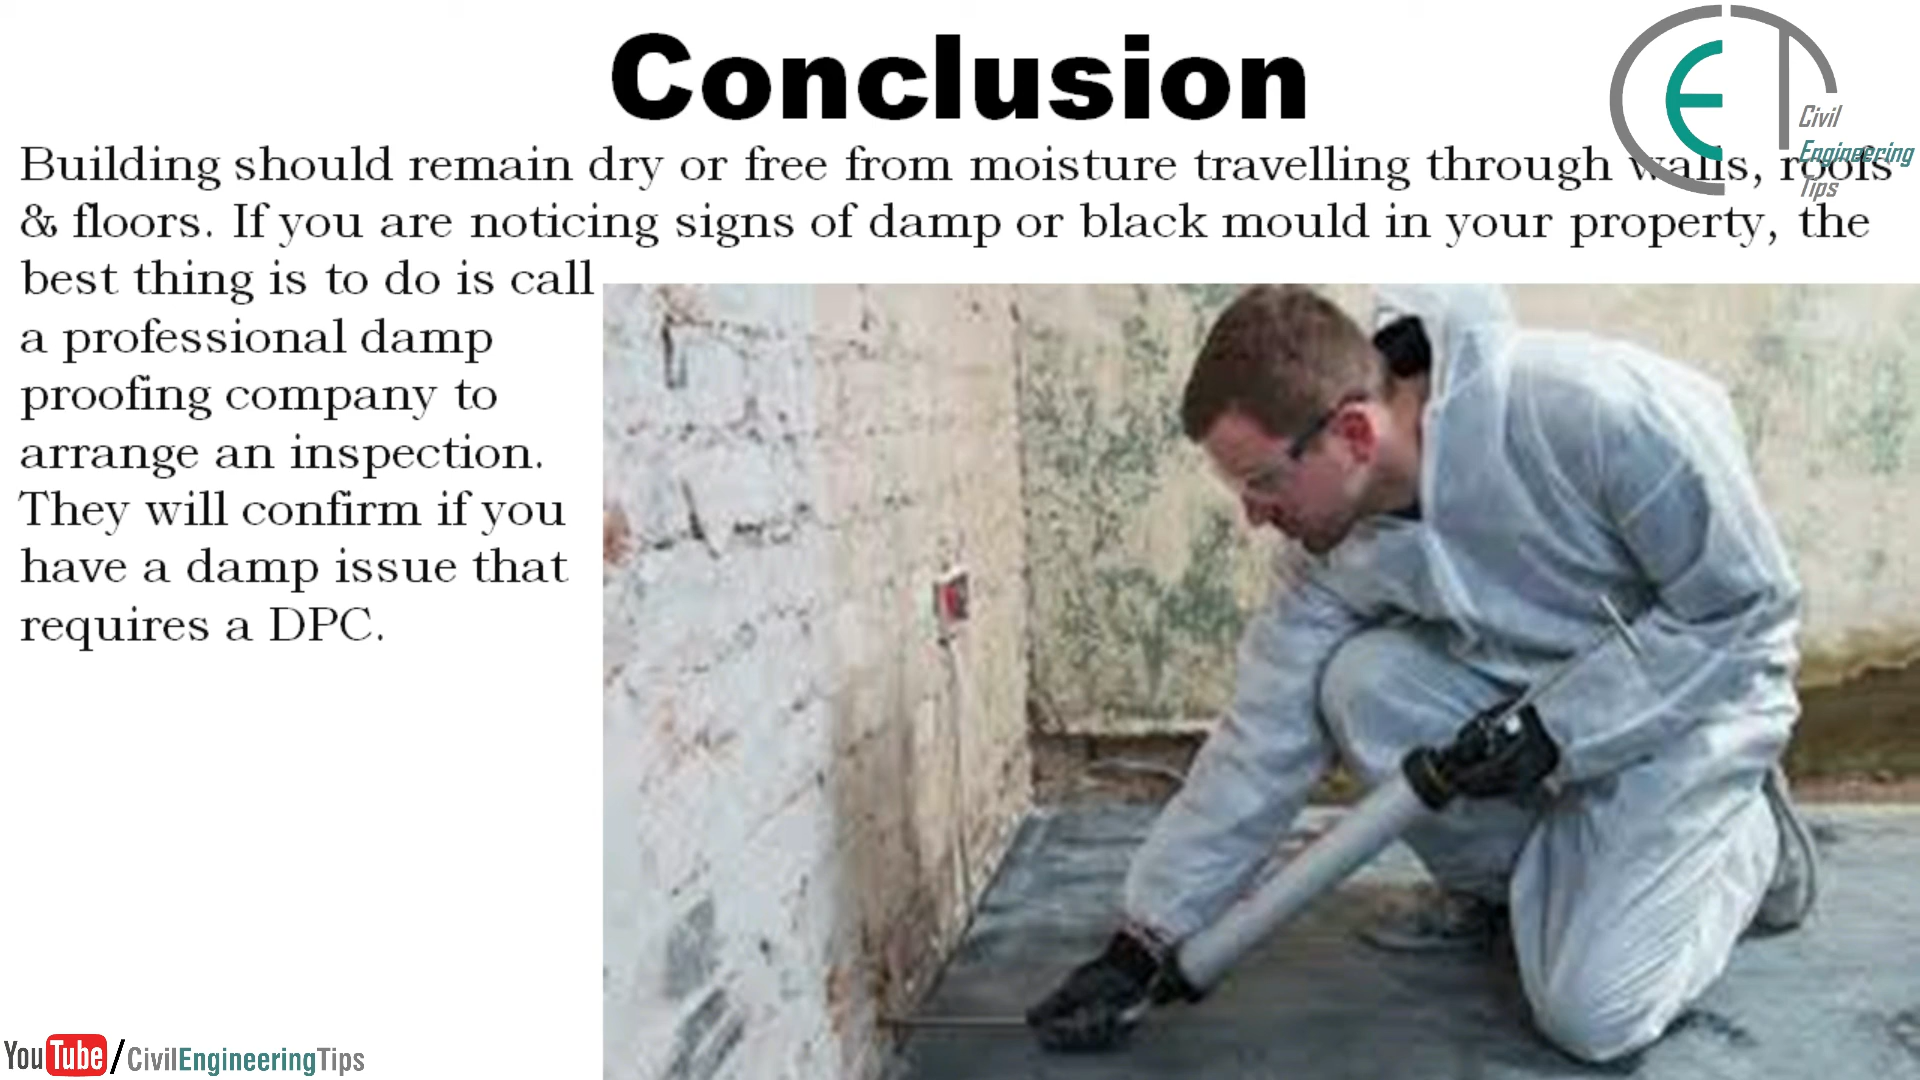 Conclusion
Building should remain dry or free from moisture travelling through walls, roofs
& floors. If you are noticing signs of damp or black mould in your property, the
best thing is to do is call
a professional damp
proofing company to
arrange an inspection.
They will confirm if you
have a damp issue that
requires a DPC.
CET
Civil
Engineering
Tips
YouTube/CivilEngineeringTips